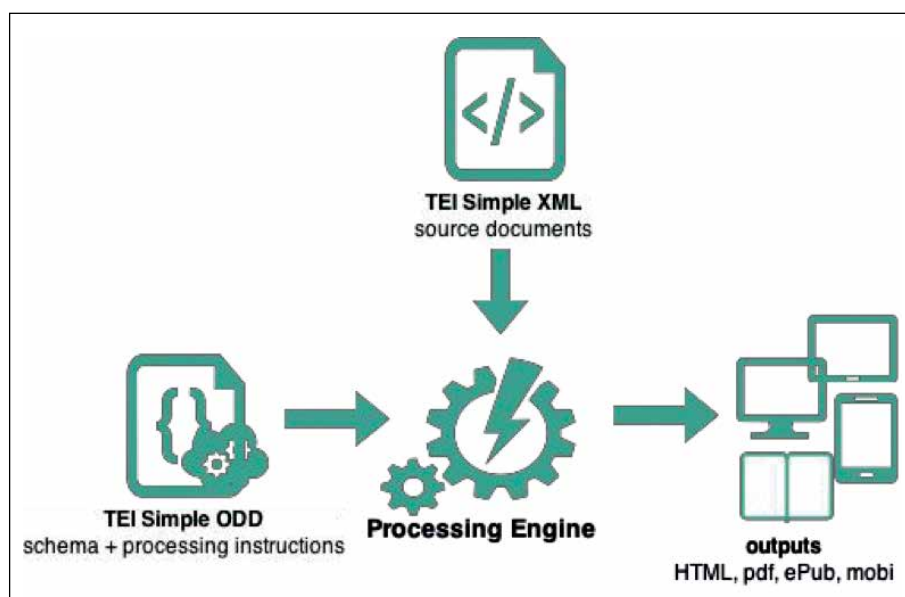 </>
TEI Simple XML
source documents
{}
TEI Simple ODD
schema + processing instructions
Processing Engine
outputs
HTML, pdf, ePub, mobi